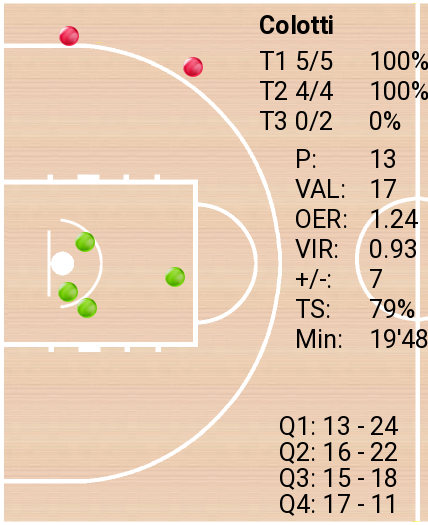 Colotti
T1 5/5 100%
T2 4/4 100%
T3 0/2 0%
P: 13
VAL: 17
OER: 1.24
VIR: 0.93
+/-: 7
TS: 79%
Min: 19'48
Q1: 13 - 24
Q2: 16 - 22
Q3: 15 - 18
Q4: 17 - 11